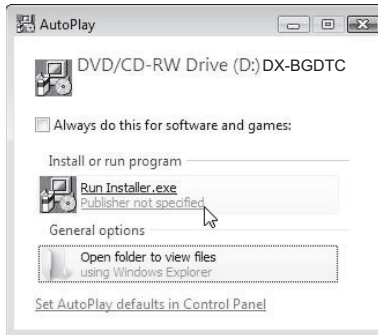 AutoPlay
DVD/CD-RW Drive (D:) DX-BGDTC
Always do this for software and games:
Install or run program
Run Installer.exe
Publisher not specified
General options
Open folder to view files
using Windows Explorer
Set AutoPlay defaults in Control Panel